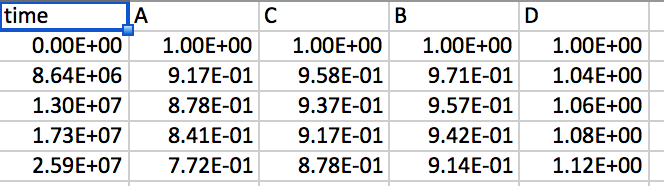 time A C B D
0.00E+00 1.00E+00 1.00E+00 1.00E+00 1.00E+00
8.64E+06 9.17E-01 9.58E-01 9.71E-01 1.04E+00
1.30E+07 8.78E-01 9.37E-01 9.57E-01 1.06E+00
1.73E+07 8.41E-01 9.17E-01 9.42E-01 1.08E+00
2.59E+07 7.72E-01 8.78E-01 9.14E-01 1.12E+00